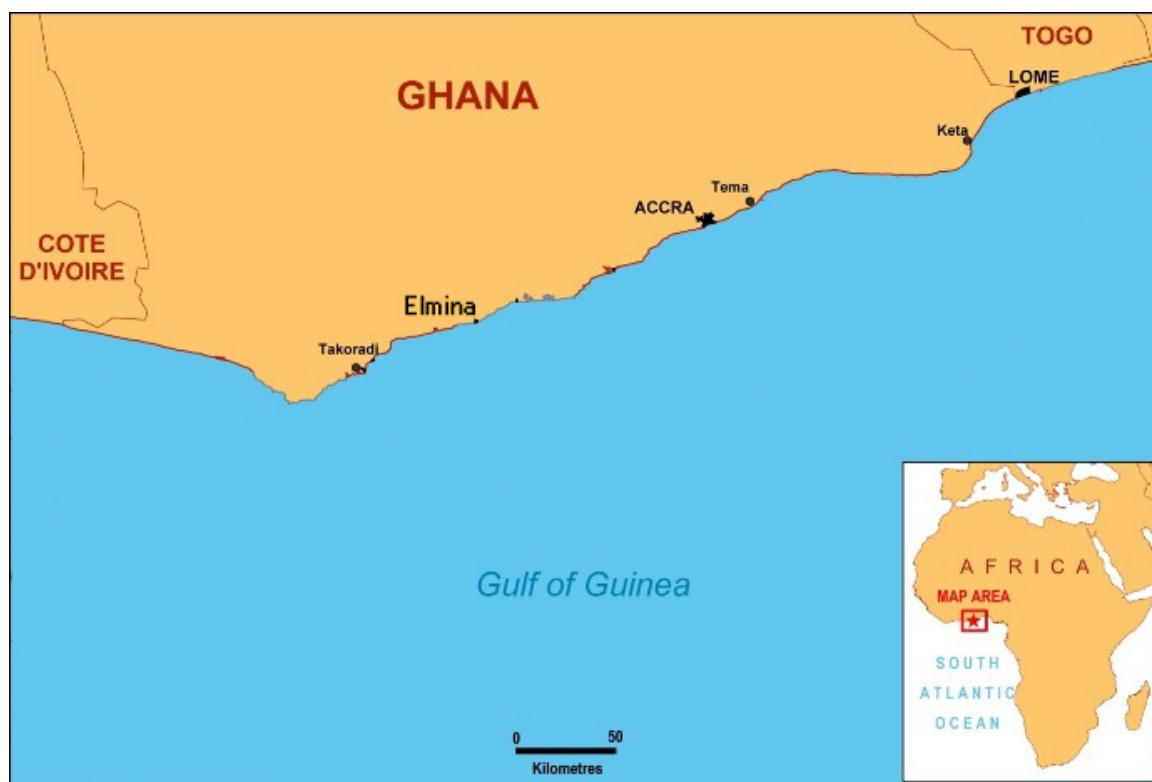 TOGO
LOME
GHANA
Keta
Tema
ACCRA
COTE
D'IVOIRE
Elmina
Takoradi
Gulf of Guinea
AFRICA
MAP AREA
SOUTH
ATLANTIC
OCEAN
0 50
Kilometres